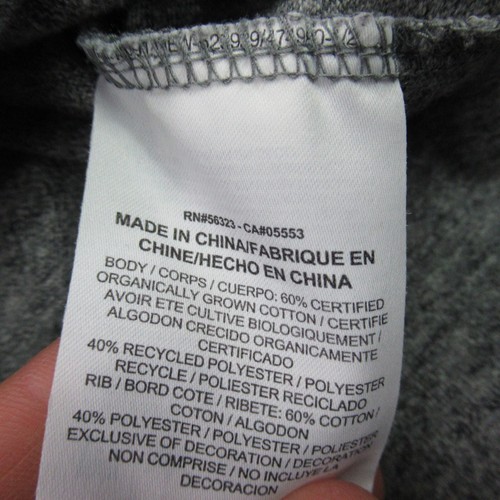 RN#56323 - CA#05553
MADE IN CHINA/FABRIQUE EN
CHINE/HECHO EN CHINA
BODY / CORPS / CUERPO: 60% CERTIFIED
ORGANICALLY GROWN COTTON / CERTIFIE
AVOIR ETE CULTIVE BIOLOGIQUEMENT /
ALGODON CRECIDO ORGANICAMENTE
CERTIFICADO
40% RECYCLED POLYESTER / POLYESTER
RECYCLE / POLIESTER RECICLADO
RIB / BORD COTE / RIBETE: 60% COTTON /
COTON / ALGODON
40% POLYESTER / POLYESTER / POLIESTER
EXCLUSIVE OF DECORATION / DECORATION
NON COMPRISE / NO INCLUYE LA
DECORACION